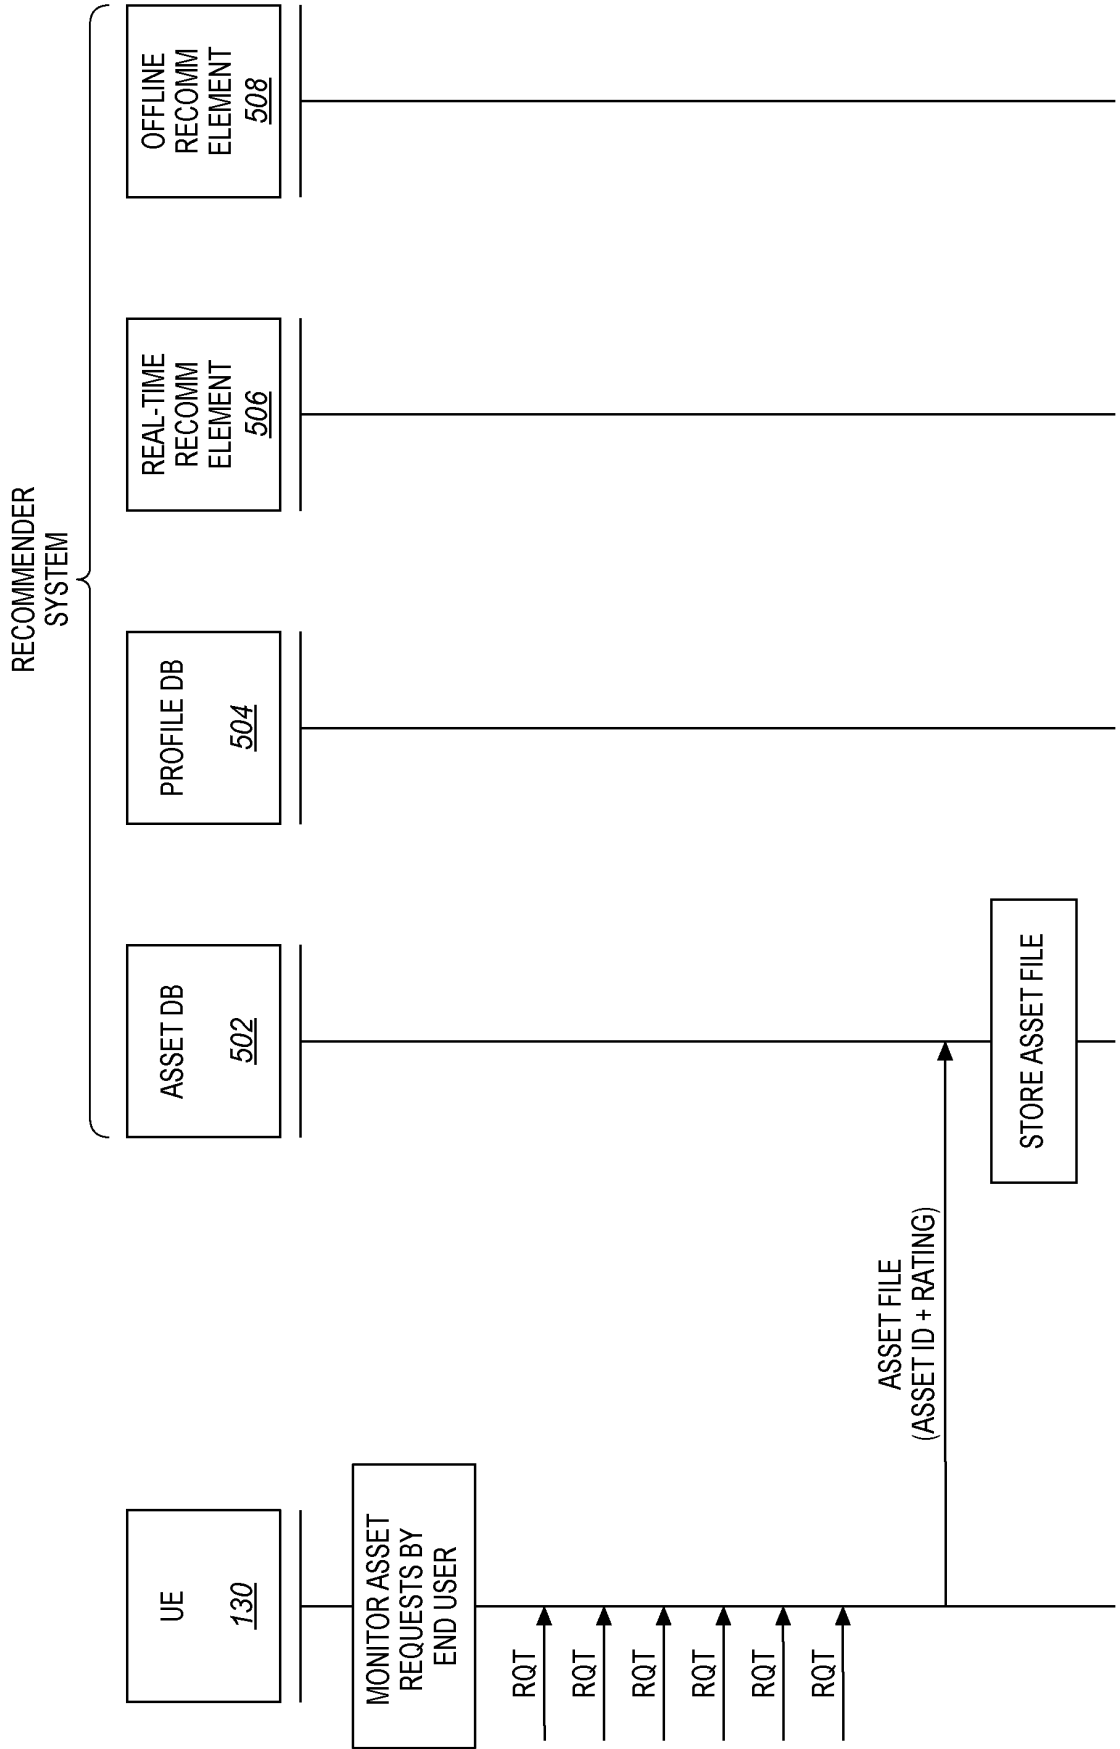 RECOMMENDER
SYSTEM
UE
130
ASSET DB
502
PROFILE DB
504
REAL-TIME
RECOMM
ELEMENT
506
OFFLINE
RECOMM
ELEMENT
508
MONITOR ASSET
REQUESTS BY
END USER
RQT
RQT
RQT
RQT
RQT
RQT
ASSET FILE
(ASSET ID + RATING)
STORE ASSET FILE